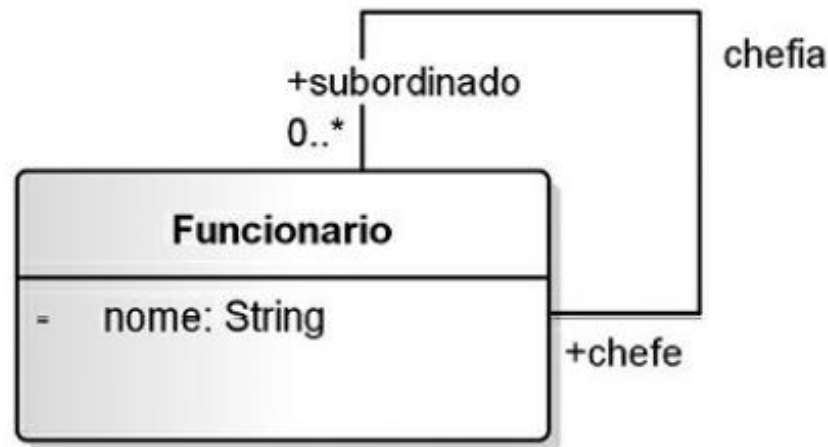 chefia
+subordinado
0..*
Funcionario
- nome: String
+chefe